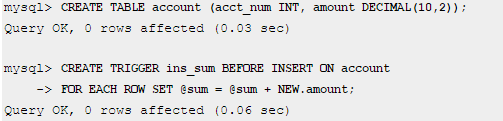 mysql> CREATE TABLE account (acct_num INT, amount DECIMAL(10,2));
Query OK, 0 rows affected (0.03 sec)
mysql> CREATE TRIGGER ins_sum BEFORE INSERT ON account
-> FOR EACH ROW SET @sum = @sum + NEW.amount;
Query OK, 0 rows affected (0.06 sec)